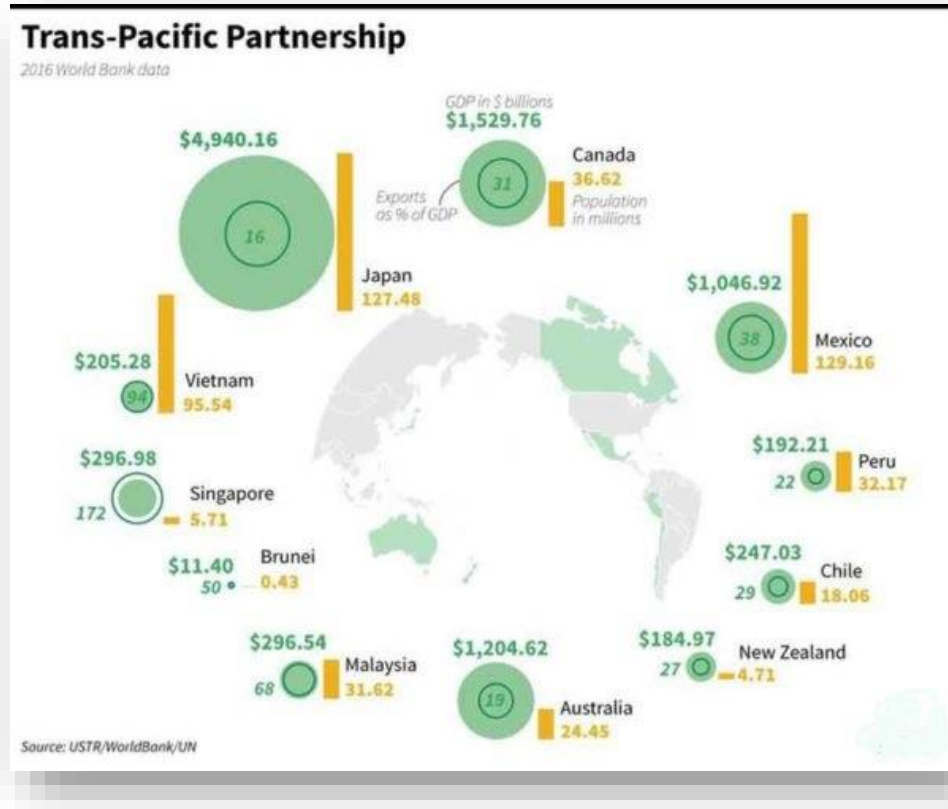 Trans-Pacific Partnership
2016 World Bank data
GDP in $ billions
$1,529.76
31
Canada
36.62
Population
in millions
Exports
as % of GDP
$4,940.16
16
Japan
127.48
$1,046.92
38
Mexico
129.16
$205.28
94
Vietnam
95.54
$192.21
22
Peru
32.17
$296.98
172
Singapore
5.71
$11.40
50
Brunei
0.43
$247.03
29
Chile
18.06
$296.54
68
Malaysia
31.62
$1,204.62
19
Australia
24.45
$184.97
27
New Zealand
4.71
Source: USTR/WorldBank/UN